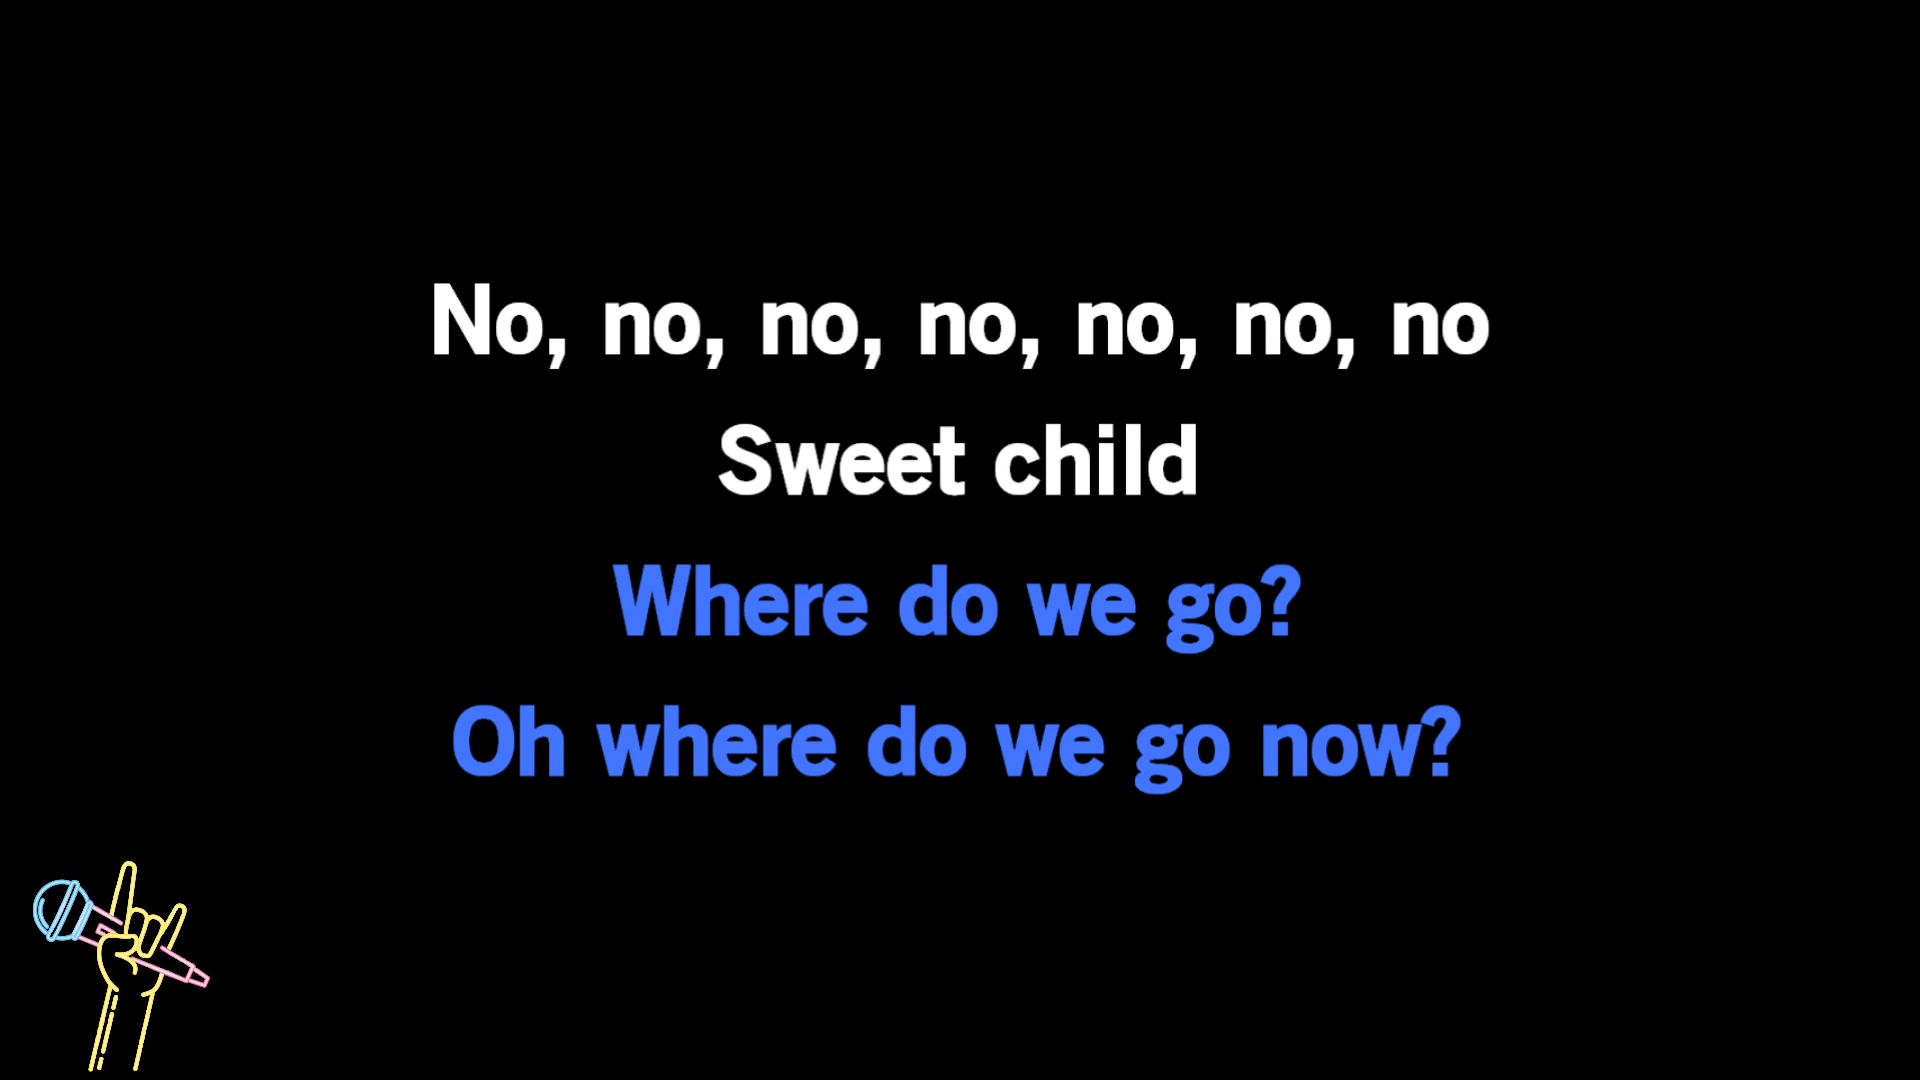 No, no, no, no, no, no, no
Sweet child
Where do we go?
Oh where do we go now?